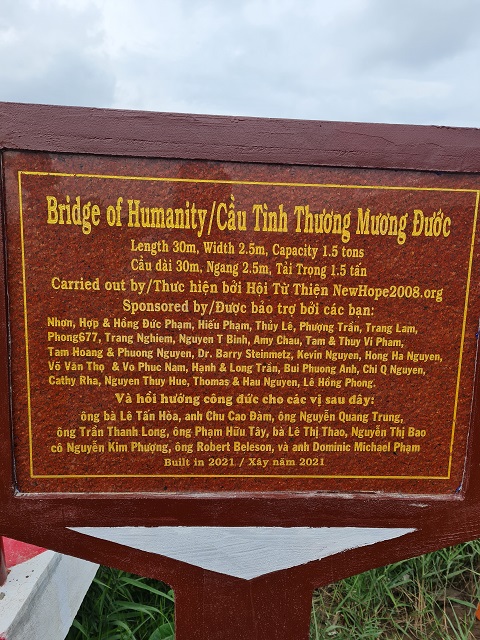 Bridge of Humanity/Cầu Tình Thương Mương Đước
Length 30m, Width 2.5m, Capacity 1.5 tons
Cầu dài 30m, Ngang 2.5m, Tải Trọng 1.5 tấn
Carried out by/Thưc hiện bởi Hội Từ Thiện NewHope2008.org
Sponsored by/Được bảo trợ bởi các bạn:
Nhơn, Hợp & Hồng Đức Phạm, Hiếu Phạm, Thủy Lê, Phượng Trần, Trang Lam,
Phong677, Trang Nghiem, Nguyen T Binh, Amy Chau, Tam & Thuy Vi Pham,
Tam Hoang & Phuong Nguyen, Dr. Barry Steinmetz, Kevin Nguyen, Hong Ha Nguyen,
Võ Văn Thọ & Vo Phuc Nam, Hạnh & Long Trần, Bui Phuong Anh, Chi Q Nguyen,
Cathy Rha, Nguyen Thuy Hue, Thomas & Hau Nguyen, Lê Hồng Phong.
Và hồi hướng công đức cho các vị sau đây:
ông bà Lê Tấn Hòa, anh Chu Cao Đàm, ông Nguyễn Quang Trung,
ông Trần Thanh Long, ông Phạm Hữu Tây, bà Lê Thị Thao, Nguyễn Thị Bao
cô Nguyễn Kim Phượng, ông Robert Beleson, và anh Dominic Michael Phạm
Built in 2021 / Xây năm 2021